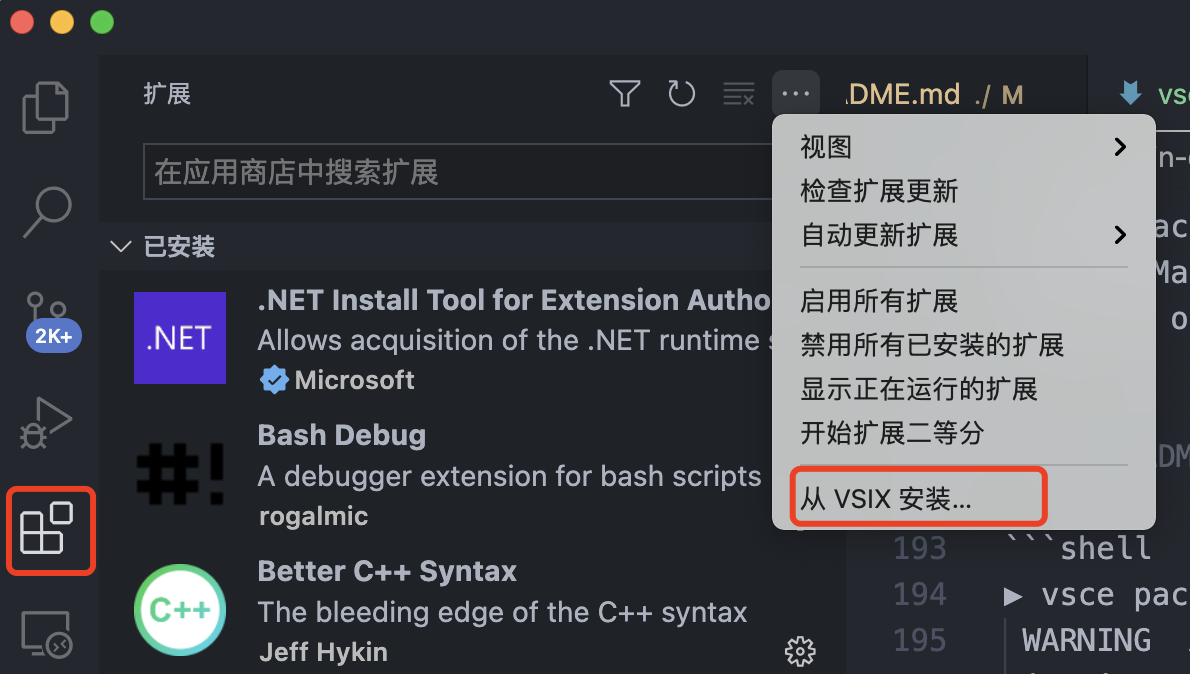 扩展
DME.md ./ M
在应用商店中搜索扩展
已安装
.NET
.NET Install Tool for Extension Autho
Allows acquisition of the .NET runtime
Microsoft
2K+
#!
Bash Debug
A debugger extension for bash scripts
rogalmic
C++
Better C++ Syntax
The bleeding edge of the C++ syntax
Jeff Hykin
视图
检查扩展更新
自动更新扩展
启用所有扩展
禁用所有已安装的扩展
显示正在运行的扩展
开始扩展二等分
从 VSIX 安装...
193 ```shell
194 ▶ vsce pac
195 WARNING